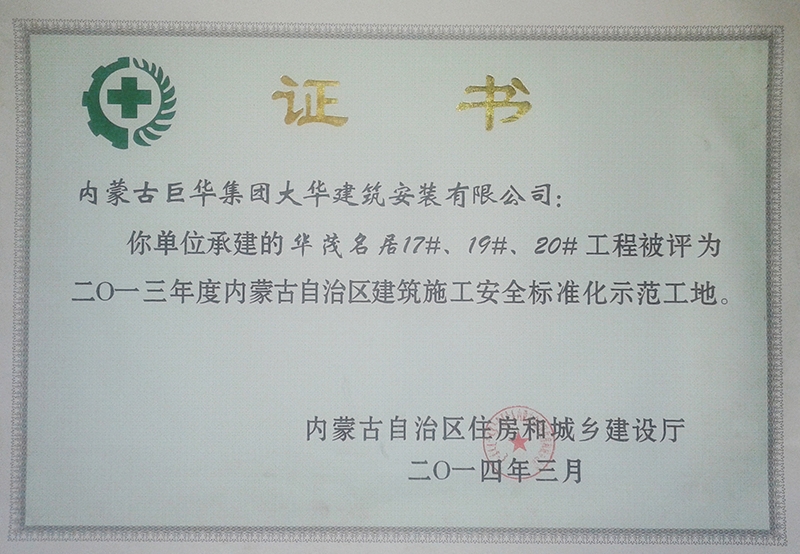 证 书
内蒙古巨华集团大华建筑安装有限公司：
你单位承建的华茂名居17#、19#、20#工程被评为
二〇一三年度内蒙古自治区建筑施工安全标准化示范工地。
内蒙古自治区住房和城乡建设厅
二〇一四年三月